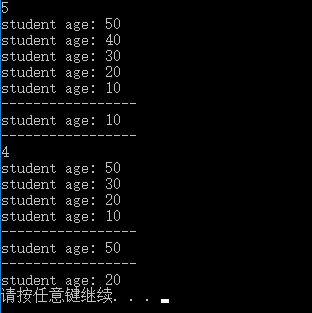 5
student age: 50
student age: 40
student age: 30
student age: 20
student age: 10
-----------------
student age: 10
-----------------
4
student age: 50
student age: 30
student age: 20
student age: 10
-----------------
student age: 50
-----------------
student age: 20
请按任意键继续. . .